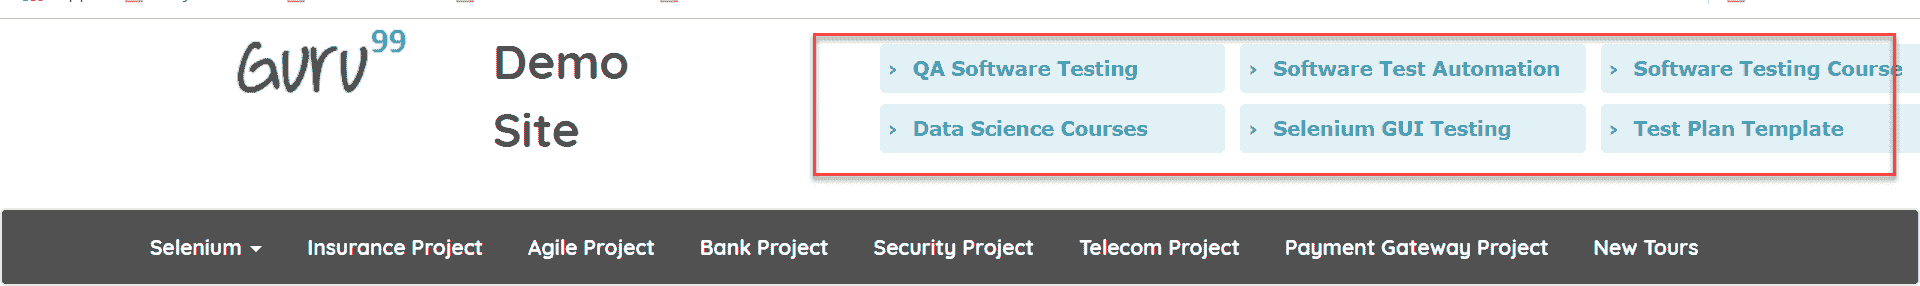 Guru99
Demo
Site
› QA Software Testing
› Software Test Automation
› Software Testing Course
› Data Science Courses
› Selenium GUI Testing
› Test Plan Template
Selenium
Insurance Project
Agile Project
Bank Project
Security Project
Telecom Project
Payment Gateway Project
New Tours